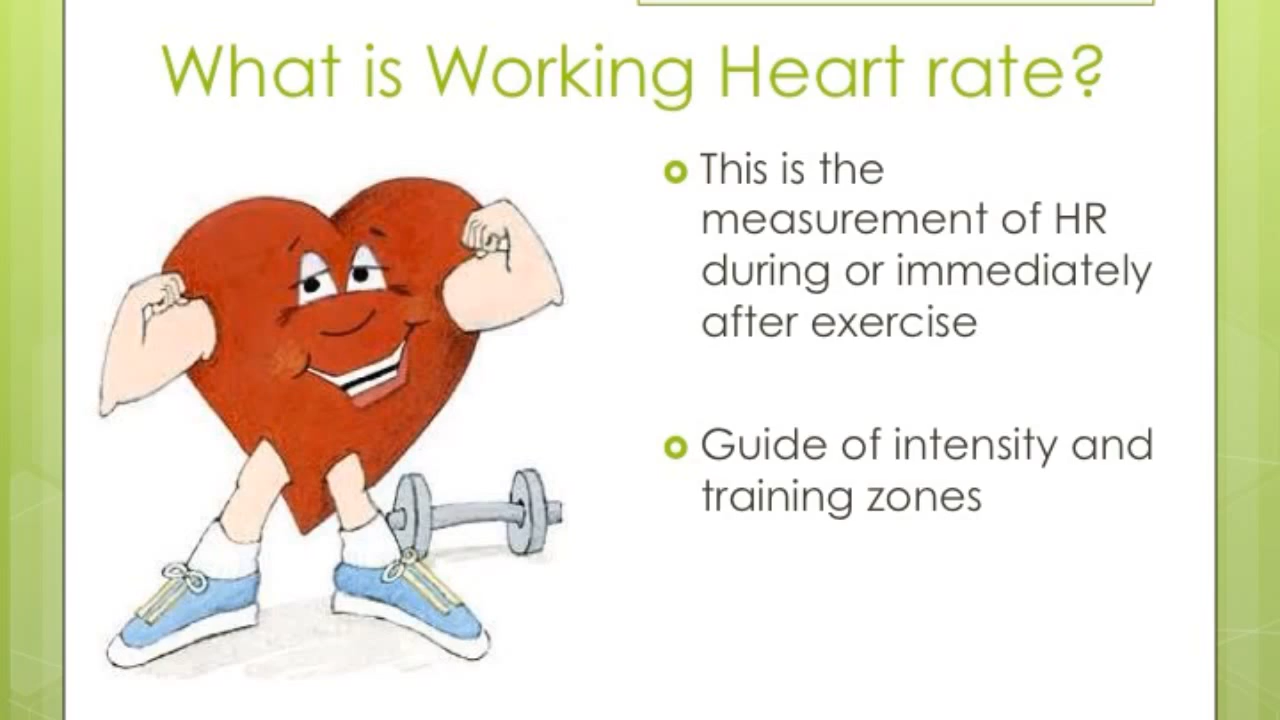 What is Working Heart rate?
This is the
measurement of HR
during or immediately
after exercise
Guide of intensity and
training zones